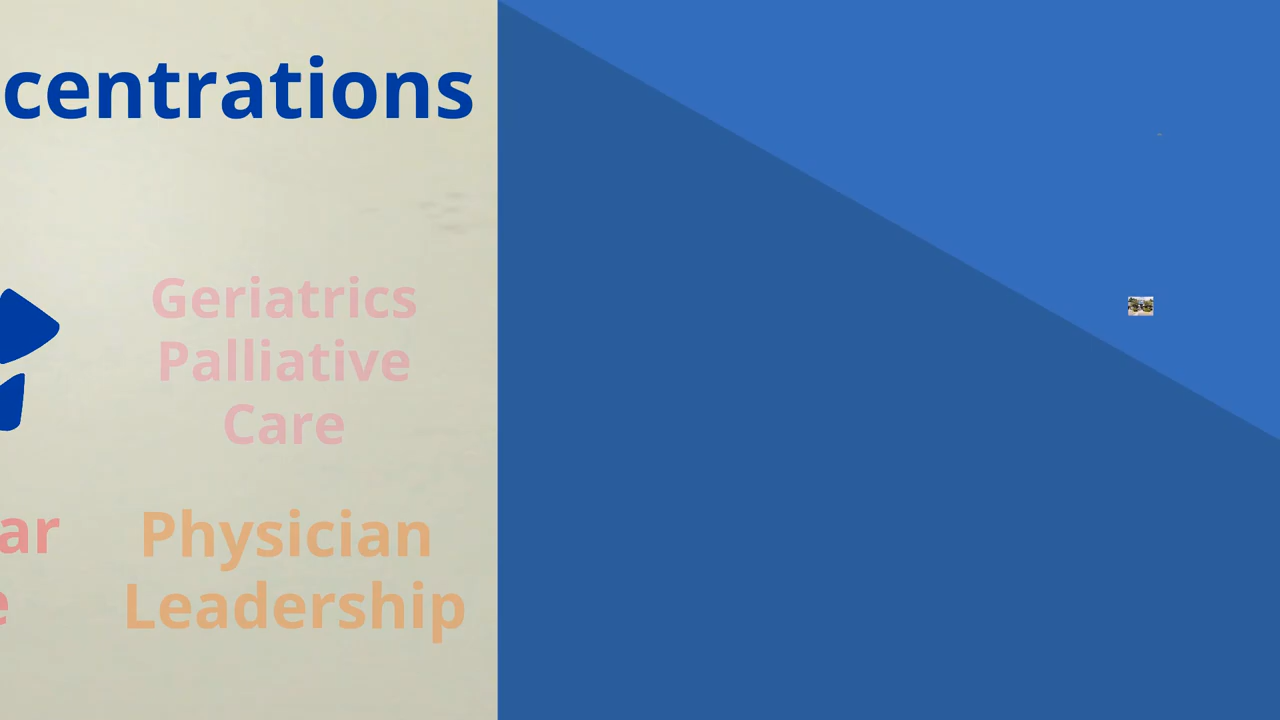 centrations
Geriatrics
Palliative
Care
ar
e
Physician
Leadership